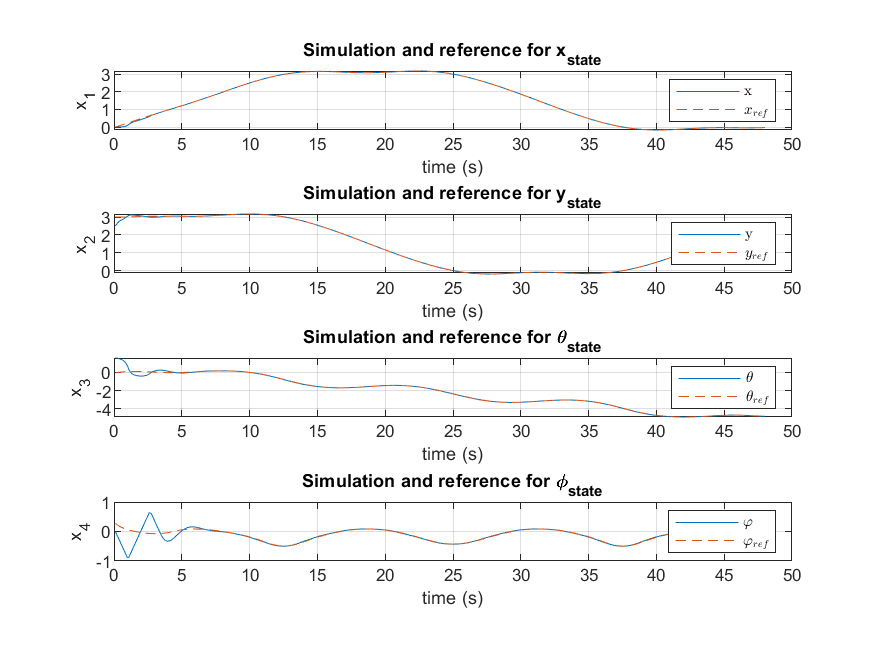 Simulation and reference for x_state
3
2
1
0
x_1
x
x_ref
0 5 10 15 20 25 30 35 40 45 50
time (s)
Simulation and reference for y_state
3
2
1
0
x_2
y
y_ref
0 5 10 15 20 25 30 35 40 45 50
time (s)
Simulation and reference for θ_state
0
-2
-4
x_3
θ
θ_ref
0 5 10 15 20 25 30 35 40 45 50
time (s)
Simulation and reference for ϕ_state
1
0
-1
x_4
φ
φ_ref
0 5 10 15 20 25 30 35 40 45 50
time (s)